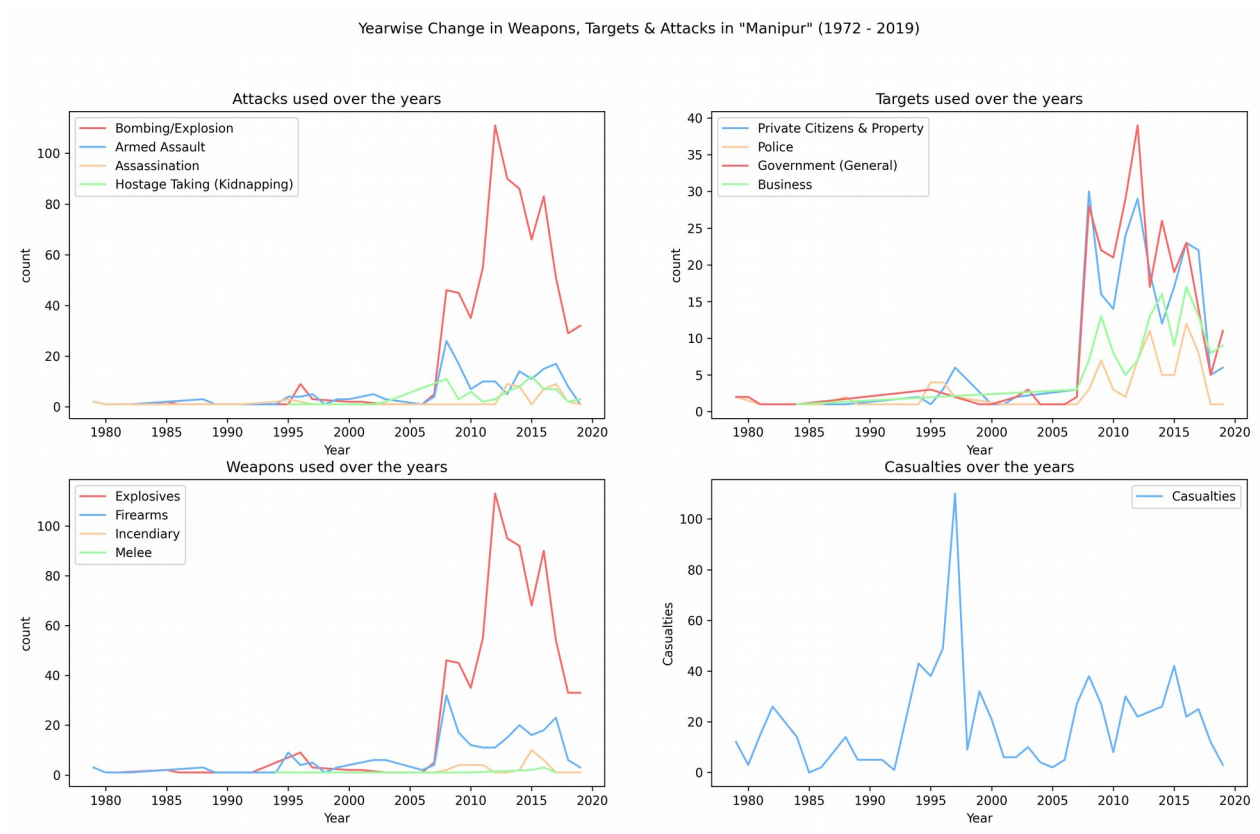 Yearwise Change in Weapons, Targets & Attacks in "Manipur" (1972 - 2019)
Attacks used over the years
Bombing/Explosion
Armed Assault
Assassination
Hostage Taking (Kidnapping)
count
100
80
60
40
20
0
1980 1985 1990 1995 2000 2005 2010 2015 2020
Year
Targets used over the years
Private Citizens & Property
Police
Government (General)
Business
count
40
35
30
25
20
15
10
5
0
1980 1985 1990 1995 2000 2005 2010 2015 2020
Year
Weapons used over the years
Explosives
Firearms
Incendiary
Melee
count
100
80
60
40
20
0
1980 1985 1990 1995 2000 2005 2010 2015 2020
Year
Casualties over the years
Casualties
Casualties
100
80
60
40
20
0
1980 1985 1990 1995 2000 2005 2010 2015 2020
Year